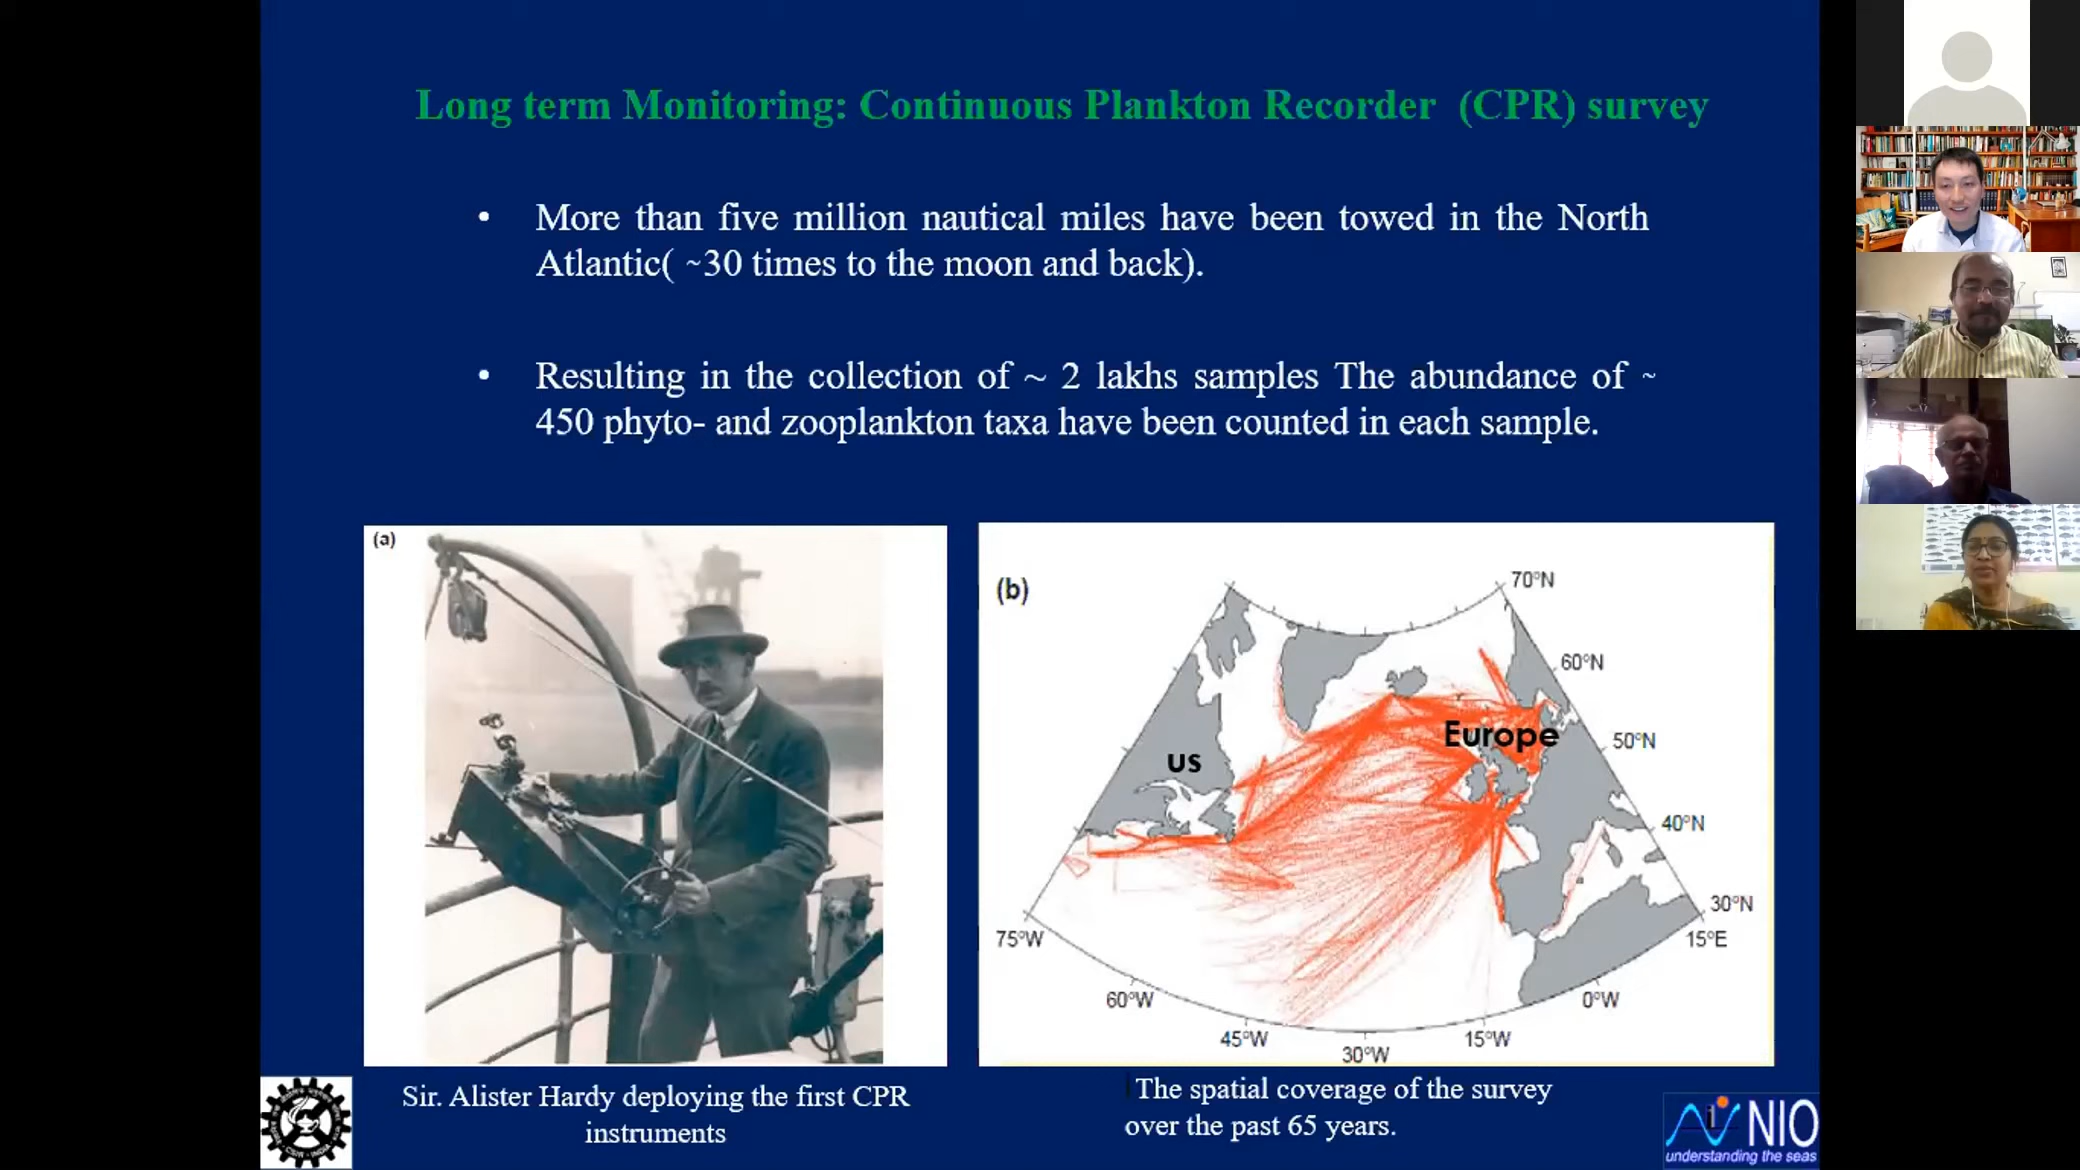 Long term Monitoring: Continuous Plankton Recorder (CPR) survey
• More than five million nautical miles have been towed in the North
Atlantic( ~30 times to the moon and back).
• Resulting in the collection of ~ 2 lakhs samples The abundance of ~
450 phyto- and zooplankton taxa have been counted in each sample.
(a)
(b)
70°N
60°N
50°N
40°N
30°N
15°E
0°W
15°W
30°W
45°W
60°W
75°W
US
Europe
Sir. Alister Hardy deploying the first CPR
instruments
The spatial coverage of the survey
over the past 65 years.
NIO
understanding the seas